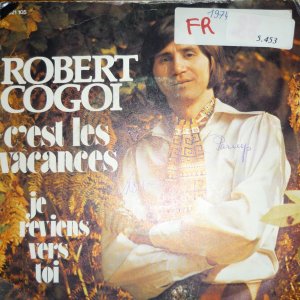 1974
FR
5.453
ROBERT
COGOI
c'est les
vacances
je
reviens
vers
toi